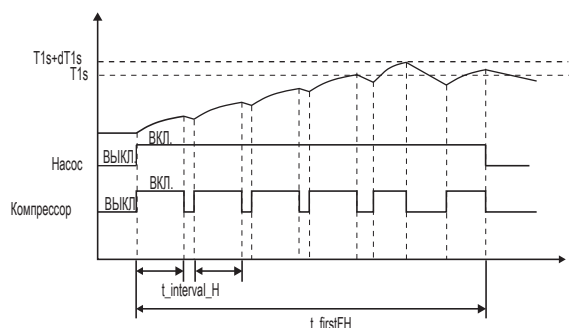 T1s+dT1s
T1s
ВКЛ.
ВЫКЛ.
Насос
ВКЛ.
ВЫКЛ.
Компрессор
t_interval_H
t_firstFH